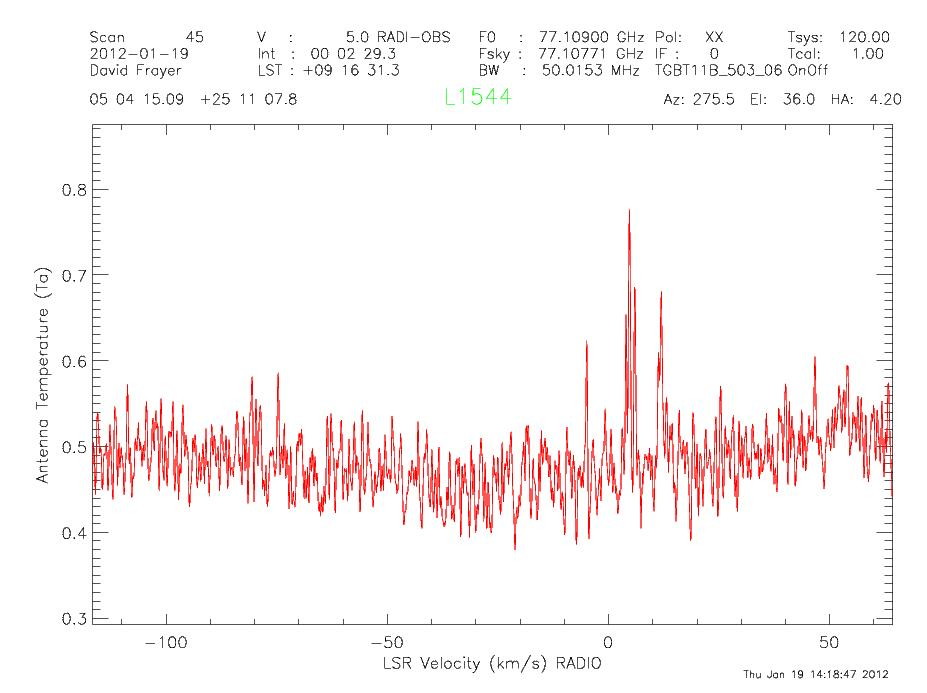 Scan 45 V : 5.0 RADI-OBS F0 : 77.10900 GHz Pol: XX Tsys: 120.00
2012-01-19 Int : 00 02 29.3 Fsky : 77.10771 GHz IF : 0 Tcal: 1.00
David Frayer LST : +09 16 31.3 BW : 50.0153 MHz TGBT11B_503_06 OnOff
05 04 15.09 +25 11 07.8 L1544 Az: 275.5 El: 36.0 HA: 4.20
Antenna Temperature (Ta)
0.8
0.7
0.6
0.5
0.4
0.3
-100 -50 0 50
LSR Velocity (km/s) RADIO
Thu Jan 19 14:18:47 2012